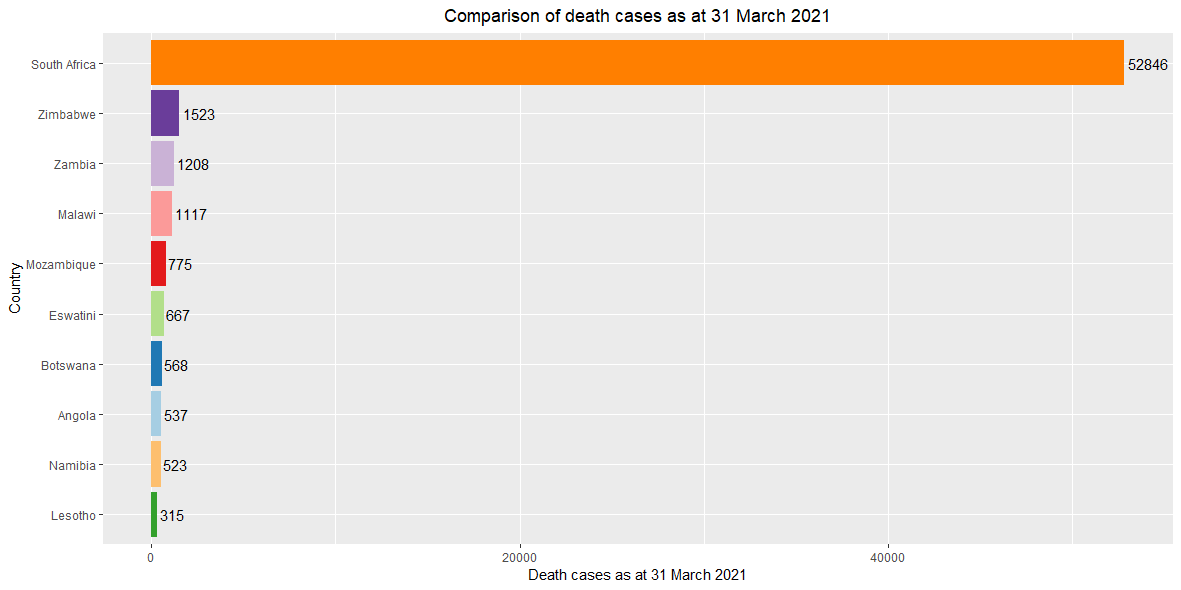 Comparison of death cases as at 31 March 2021
South Africa 52846
Zimbabwe 1523
Zambia 1208
Malawi 1117
Mozambique 775
Eswatini 667
Botswana 568
Angola 537
Namibia 523
Lesotho 315
Country
0 20000 40000
Death cases as at 31 March 2021